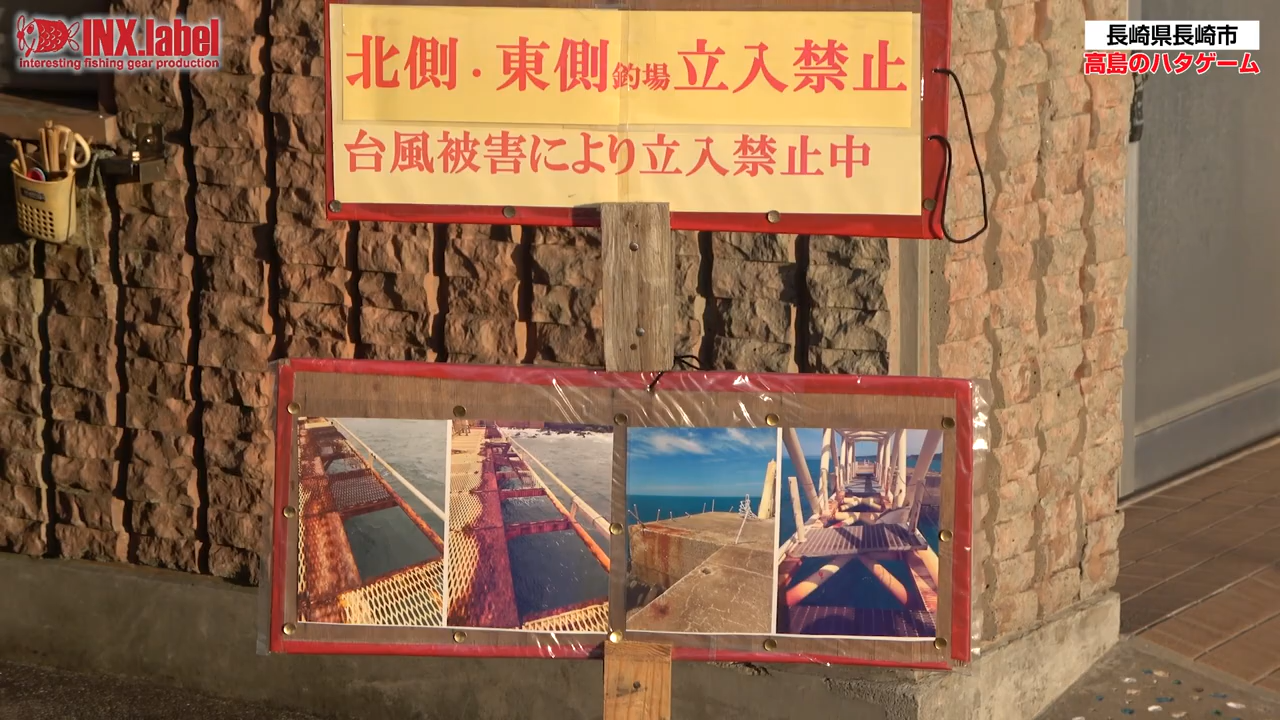 INX.label
interesting fishing gear production
長崎県長崎市
高島のハタゲーム
北側・東側釣場立入禁止
台風被害により立入禁止中